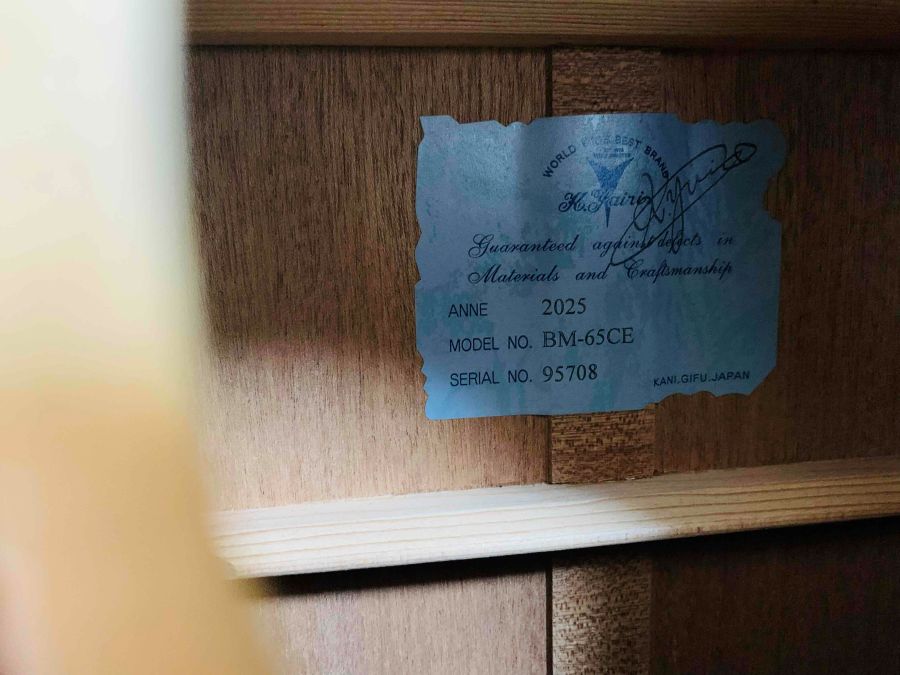 WORLD WIDE BEST BRAND
K.Yairi
K.Yairi
Guaranteed against defects in
Materials and Craftsmanship
ANNE 2025
MODEL NO. BM-65CE
SERIAL NO. 95708
KANI.GIFU.JAPAN